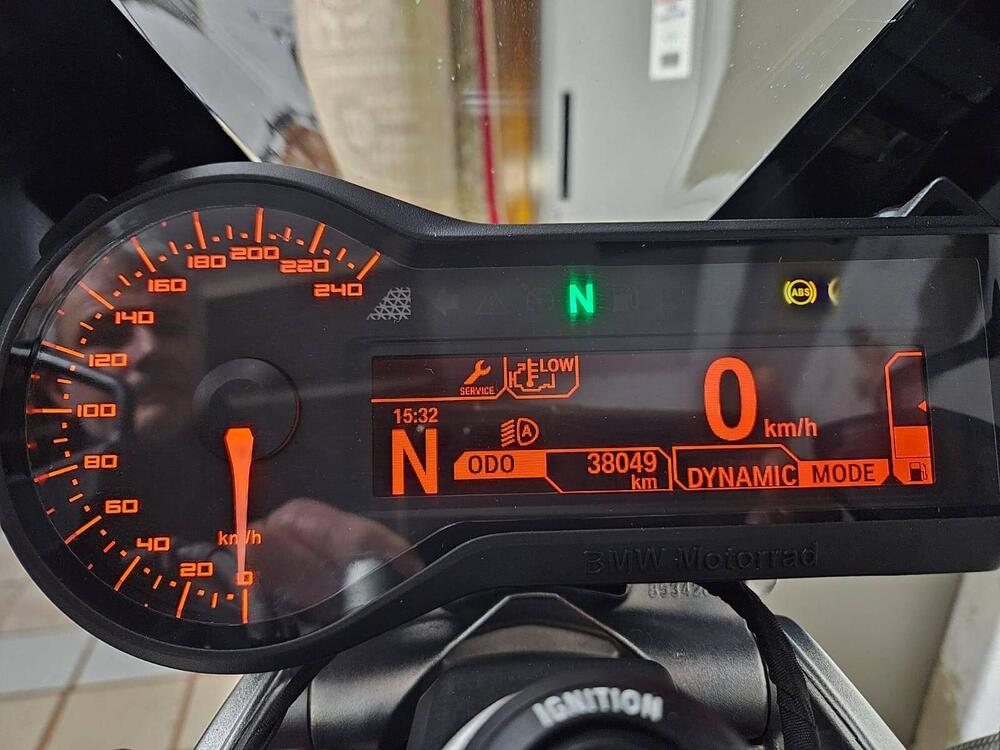 240
220
200
180
160
140
120
100
80
60
40
20
0
km/h
N
ABS
SERVICE
LOW
15:32
N
A
ODO 38049
km
0 km/h
DYNAMIC MODE
BMW Motorrad
IGNITION